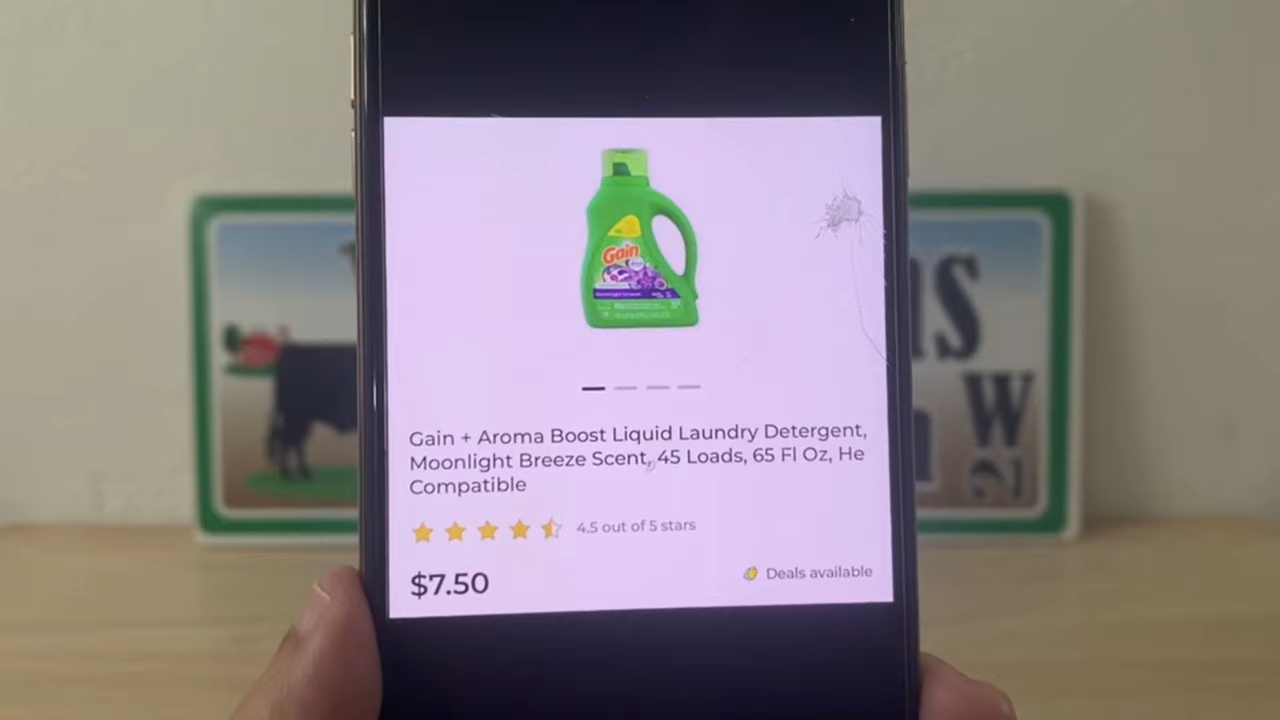 Gain
Gain + Aroma Boost Liquid Laundry Detergent,
Moonlight Breeze Scent, 45 Loads, 65 Fl Oz, He
Compatible
4.5 out of 5 stars
$7.50
Deals available
W